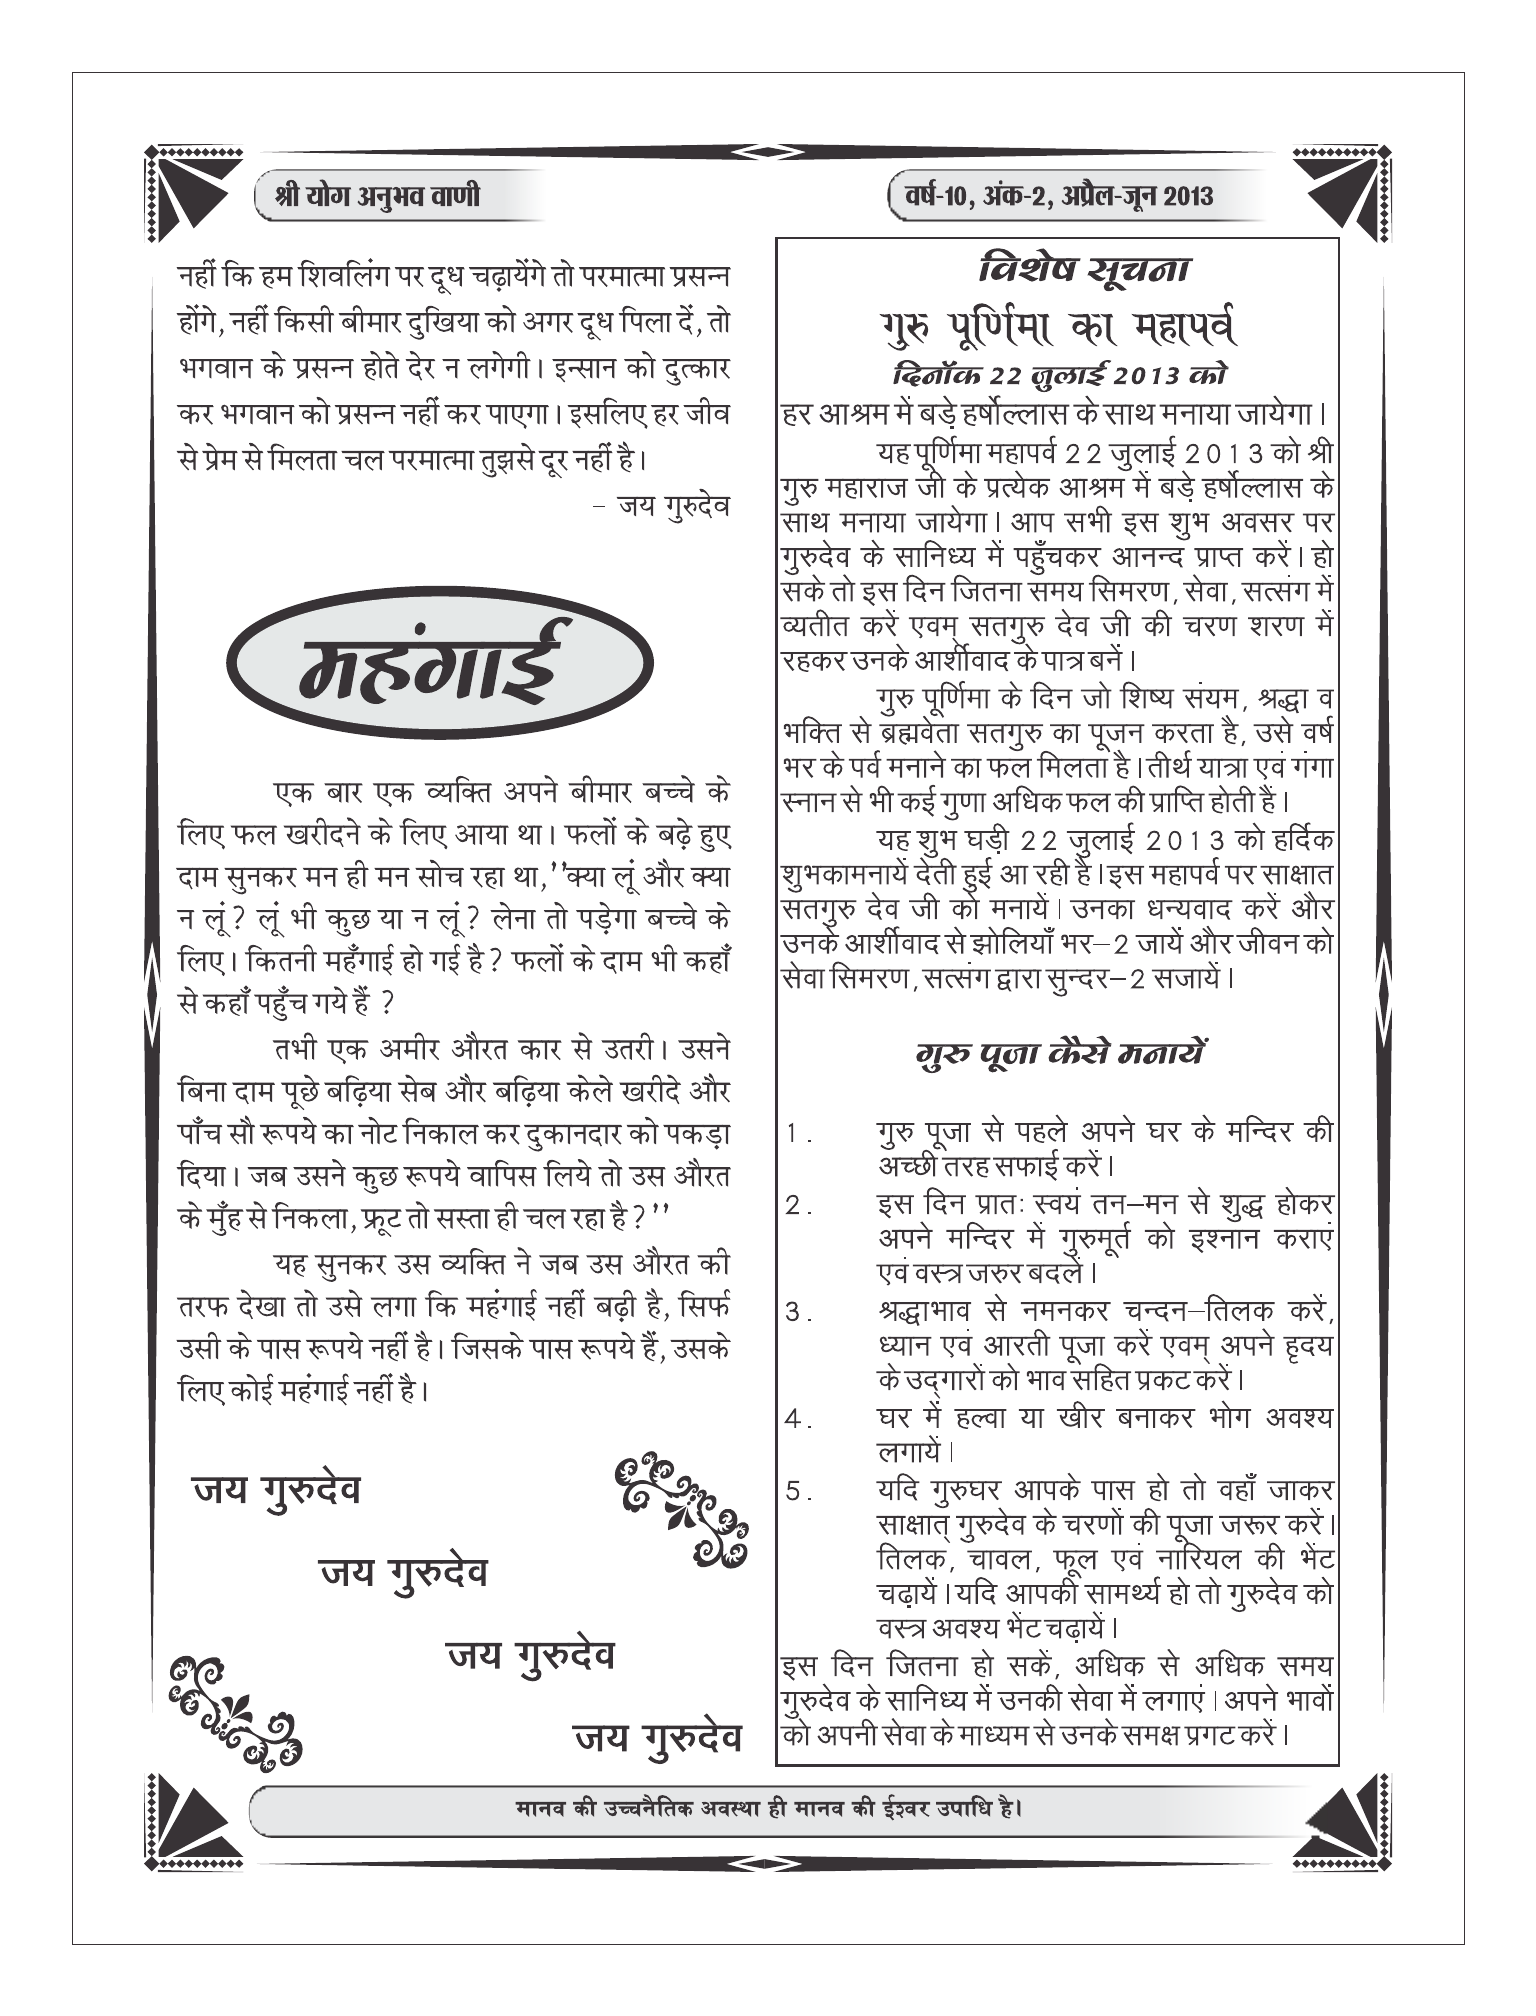 श्री योग अनुभव वाणी
वर्ष-10, अंक-2, अप्रैल-जून 2013
नहीं कि हम शिवलिंग पर दूध चढ़ायेंगे तो परमात्मा प्रसन्न
होंगे, नहीं किसी बीमार दुखिया को अगर दूध पिला दें, तो
भगवान के प्रसन्न होते देर न लगेगी। इन्सान को दुत्कार
कर भगवान को प्रसन्न नहीं कर पाएगा। इसलिए हर जीव
से प्रेम से मिलता चल परमात्मा तुझसे दूर नहीं है।
- जय गुरुदेव
महंगाई
एक बार एक व्यक्ति अपने बीमार बच्चे के
लिए फल खरीदने के लिए आया था। फलों के बढ़े हुए
दाम सुनकर मन ही मन सोच रहा था,''क्या लूं और क्या
न लूं? लूं भी कुछ या न लूं? लेना तो पड़ेगा बच्चे के
लिए। कितनी महँगाई हो गई है? फलों के दाम भी कहाँ
से कहाँ पहुँच गये हैं ?
तभी एक अमीर औरत कार से उतरी। उसने
बिना दाम पूछे बढ़िया सेब और बढ़िया केले खरीदे और
पाँच सौ रूपये का नोट निकाल कर दुकानदार को पकड़ा
दिया। जब उसने कुछ रूपये वापिस लिये तो उस औरत
के मुँह से निकला, फ्रूट तो सस्ता ही चल रहा है?''
यह सुनकर उस व्यक्ति ने जब उस औरत की
तरफ देखा तो उसे लगा कि महंगाई नहीं बढ़ी है, सिर्फ
उसी के पास रूपये नहीं है। जिसके पास रूपये हैं, उसके
लिए कोई महंगाई नहीं है।
जय गुरुदेव
जय गुरुदेव
जय गुरुदेव
जय गुरुदेव
विशेष सूचना
गुरु पूर्णिमा का महापर्व
दिनॉक 22 जुलाई 2013 को
हर आश्रम में बड़े हर्षोल्लास के साथ मनाया जायेगा।
यह पूर्णिमा महापर्व 22 जुलाई 2013 को श्री
गुरु महाराज जी के प्रत्येक आश्रम में बड़े हर्षोल्लास के
साथ मनाया जायेगा। आप सभी इस शुभ अवसर पर
गुरुदेव के सानिध्य में पहुँचकर आनन्द प्राप्त करें। हो
सके तो इस दिन जितना समय सिमरण, सेवा, सत्संग में
व्यतीत करें एवम् सतगुरु देव जी की चरण शरण में
रहकर उनके आर्शीवाद के पात्र बनें।
गुरु पूर्णिमा के दिन जो शिष्य संयम, श्रद्धा व
भक्ति से ब्रह्मवेता सतगुरु का पूजन करता है, उसे वर्ष
भर के पर्व मनाने का फल मिलता है। तीर्थ यात्रा एवं गंगा
स्नान से भी कई गुणा अधिक फल की प्राप्ति होती हैं।
यह शुभ घड़ी 22 जुलाई 2013 को हर्दिक
शुभकामनायें देती हुई आ रही है। इस महापर्व पर साक्षात
सतगुरु देव जी को मनायें। उनका धन्यवाद करें और
उनके आर्शीवाद से झोलियाँ भर–2 जायें और जीवन को
सेवा सिमरण, सत्संग द्वारा सुन्दर–2 सजायें।
गुरु पूजा कैसे मनायें
1. गुरु पूजा से पहले अपने घर के मन्दिर की
अच्छी तरह सफाई करें।
2. इस दिन प्रातः स्वयं तन–मन से शुद्ध होकर
अपने मन्दिर में गुरुमूर्त को इश्नान कराएं
एवं वस्त्र जरुर बदलें।
3. श्रद्धाभाव से नमनकर चन्दन–तिलक करें,
ध्यान एवं आरती पूजा करें एवम् अपने हृदय
के उद्‌गारों को भाव सहित प्रकट करें।
4. घर में हल्वा या खीर बनाकर भोग अवश्य
लगायें।
5. यदि गुरुघर आपके पास हो तो वहाँ जाकर
साक्षात् गुरुदेव के चरणों की पूजा जरूर करें।
तिलक, चावल, फूल एवं नारियल की भेंट
चढ़ायें। यदि आपकी सामर्थ्य हो तो गुरुदेव को
वस्त्र अवश्य भेंट चढ़ायें।
इस दिन जितना हो सकें, अधिक से अधिक समय
गुरुदेव के सानिध्य में उनकी सेवा में लगाएं। अपने भावों
को अपनी सेवा के माध्यम से उनके समक्ष प्रगट करें।
मानव की उच्चनैतिक अवस्था ही मानव की ईश्वर उपाधि है।